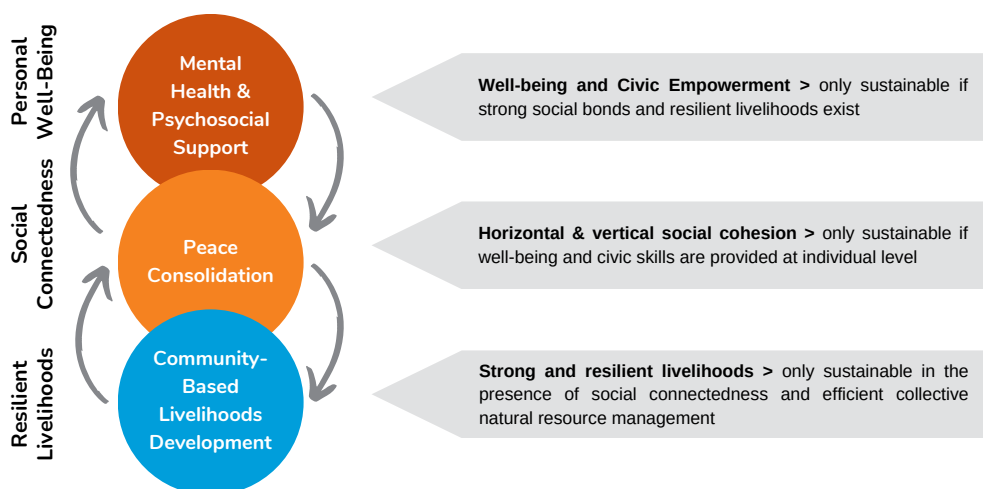 Personal
Well-Being
Mental
Health &
Psychosocial
Support
Well-being and Civic Empowerment > only sustainable if
strong social bonds and resilient livelihoods exist
Social
Connectedness
Peace
Consolidation
Horizontal & vertical social cohesion > only sustainable if
well-being and civic skills are provided at individual level
Resilient
Livelihoods
Community-
Based
Livelihoods
Development
Strong and resilient livelihoods > only sustainable in the
presence of social connectedness and efficient collective
natural resource management